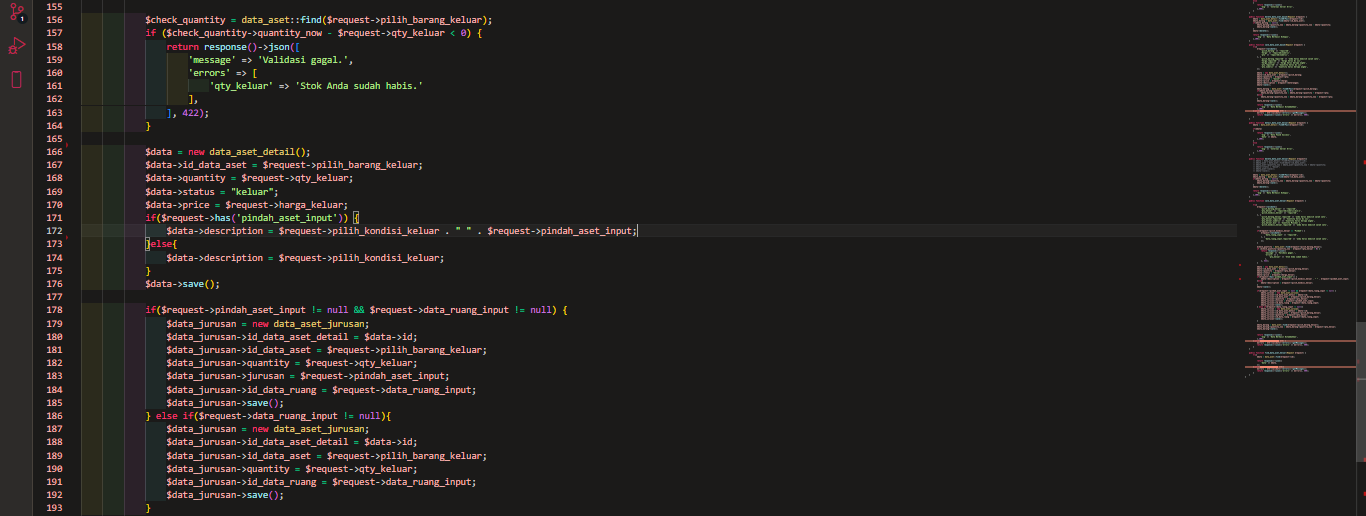 155
156 $check_quantity = data_aset::find($request->pilih_barang_keluar);
157 if ($check_quantity->quantity_now - $request->qty_keluar < 0) {
158 return response()->json([
159 'message' => 'Validasi gagal.',
160 'errors' => [
161 'qty_keluar' => 'Stok Anda sudah habis.'
162 ],
163 ], 422);
164 }
165
166 $data = new data_aset_detail();
167 $data->id_data_aset = $request->pilih_barang_keluar;
168 $data->quantity = $request->qty_keluar;
169 $data->status = "keluar";
170 $data->price = $request->harga_keluar;
171 if($request->has('pindah_aset_input')) {
172 $data->description = $request->pilih_kondisi_keluar . " " . $request->pindah_aset_input;
173 }else{
174 $data->description = $request->pilih_kondisi_keluar;
175 }
176 $data->save();
177
178 if($request->pindah_aset_input != null && $request->data_ruang_input != null) {
179 $data_jurusan = new data_aset_jurusan;
180 $data_jurusan->id_data_aset_detail = $data->id;
181 $data_jurusan->id_data_aset = $request->pilih_barang_keluar;
182 $data_jurusan->quantity = $request->qty_keluar;
183 $data_jurusan->jurusan = $request->pindah_aset_input;
184 $data_jurusan->id_data_ruang = $request->data_ruang_input;
185 $data_jurusan->save();
186 } else if($request->data_ruang_input != null){
187 $data_jurusan = new data_aset_jurusan;
188 $data_jurusan->id_data_aset_detail = $data->id;
189 $data_jurusan->id_data_aset = $request->pilih_barang_keluar;
190 $data_jurusan->quantity = $request->qty_keluar;
191 $data_jurusan->id_data_ruang = $request->data_ruang_input;
192 $data_jurusan->save();
193 }
1